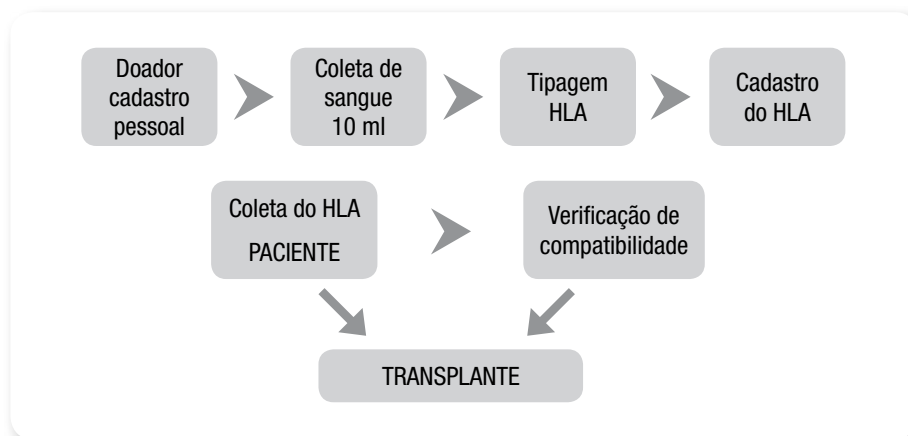 Doador
cadastro
pessoal
Coleta de
sangue
10 ml
Tipagem
HLA
Cadastro
do HLA
Coleta do HLA
PACIENTE
Verificação de
compatibilidade
TRANSPLANTE